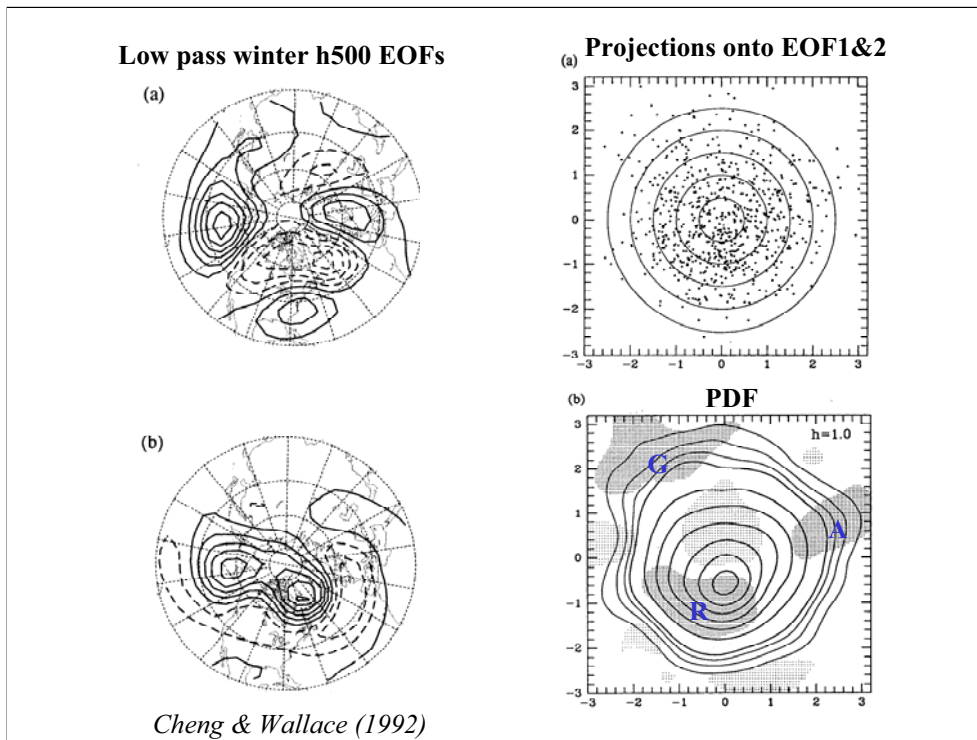 Low pass winter h500 EOFs
(a)
(b)
Cheng & Wallace (1992)
Projections onto EOF1&2
(a)
3
2
1
0
-1
-2
-3
-3 -2 -1 0 1 2 3
PDF
(b)
h=1.0
G
A
R
3
2
1
0
-1
-2
-3
-3 -2 -1 0 1 2 3